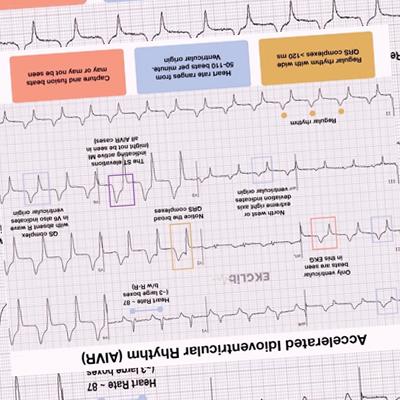 Heart Rate ~ 87
(~3 large boxes
Accelerated Idioventricular Rhythm (AIVR)
Heart Rate ~ 87
(~3 large boxes
b/w R-R)
Only ventricular
beats are seen
in this EKG
North west or
extreme right axis
deviation indicates
ventricular origin
Notice the broad
QRS complexes
QS complex with
absent R wave
in V6 also indicates
ventricular origin
The ST elevations
indicating MI
(might not be seen in
all AIVR cases)
Regular rhythm
Regular rhythm with wide
QRS complexes >120 ms
Heart rate ranges from
50-110 beats per minute.
Ventricular origin
Capture and fusion beats
may or may not be seen